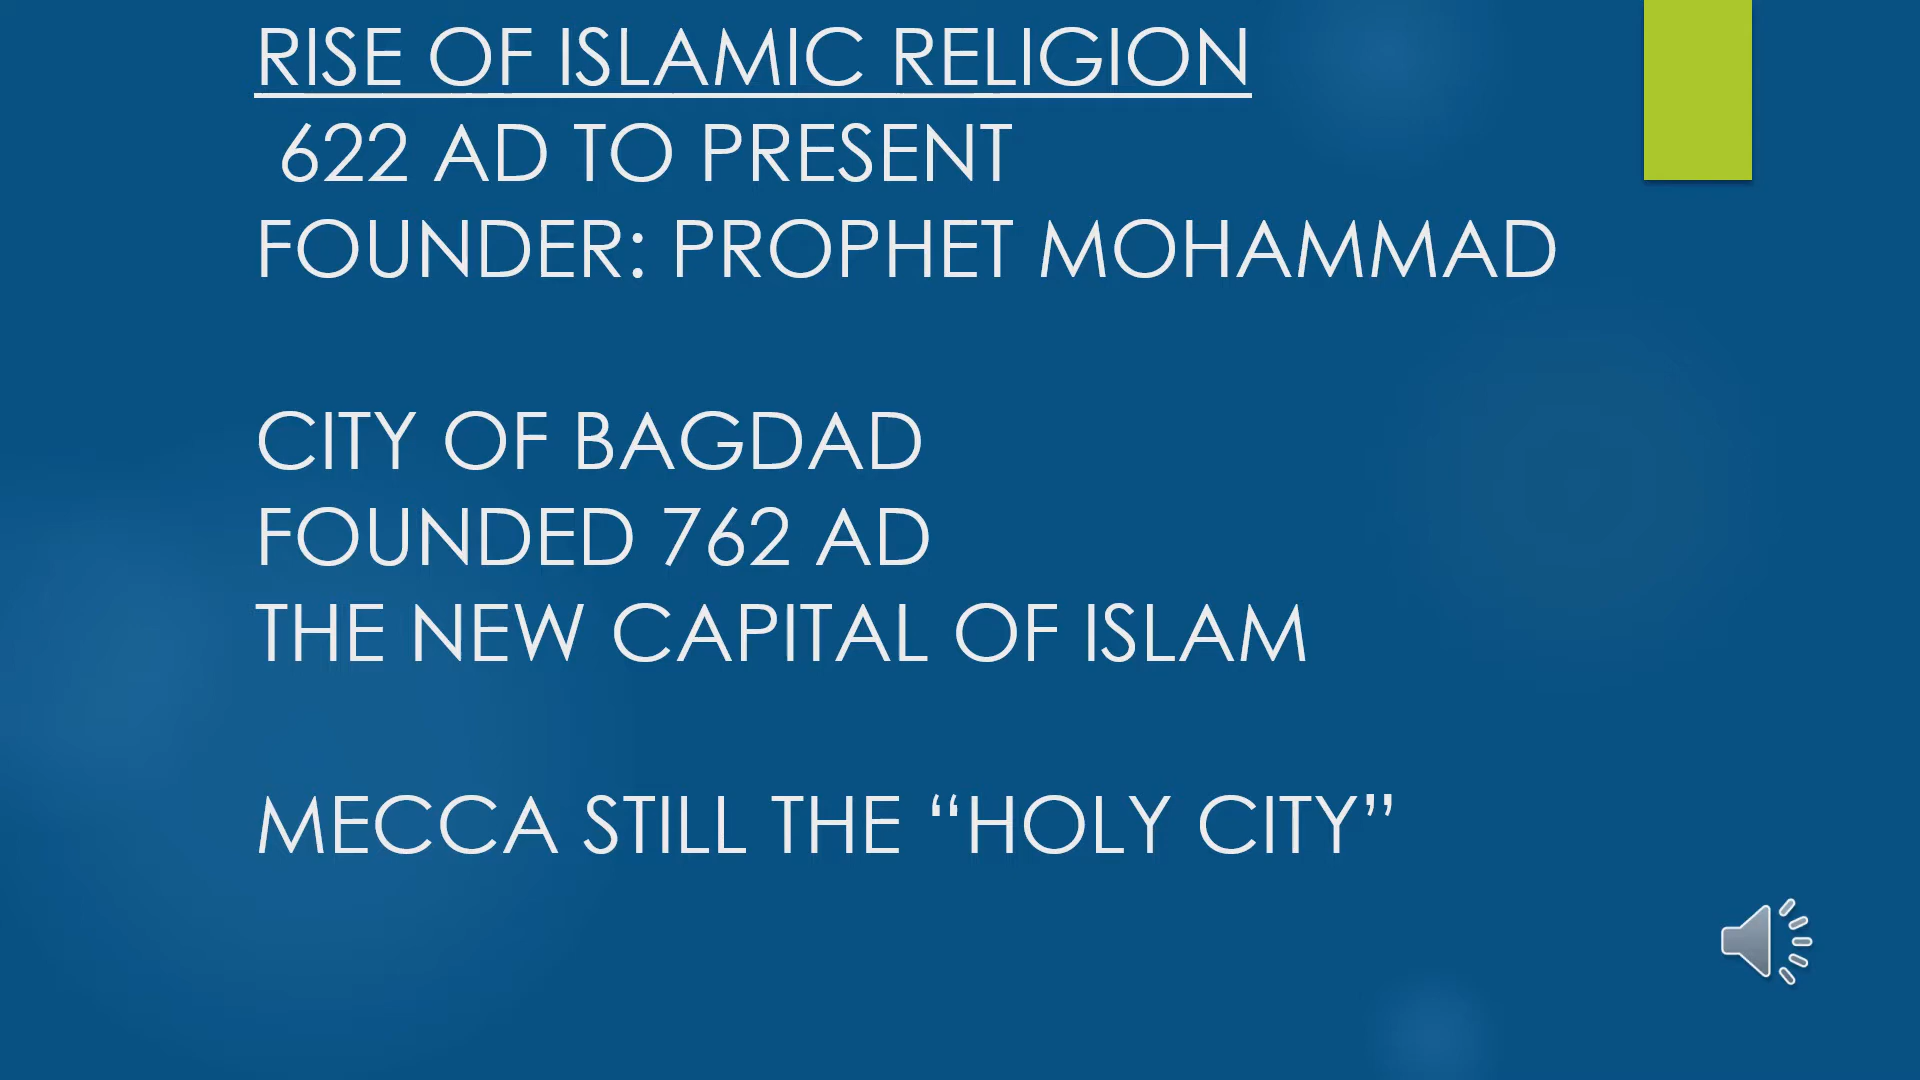 RISE OF ISLAMIC RELIGION
622 AD TO PRESENT
FOUNDER: PROPHET MOHAMMAD
CITY OF BAGDAD
FOUNDED 762 AD
THE NEW CAPITAL OF ISLAM
MECCA STILL THE “HOLY CITY”